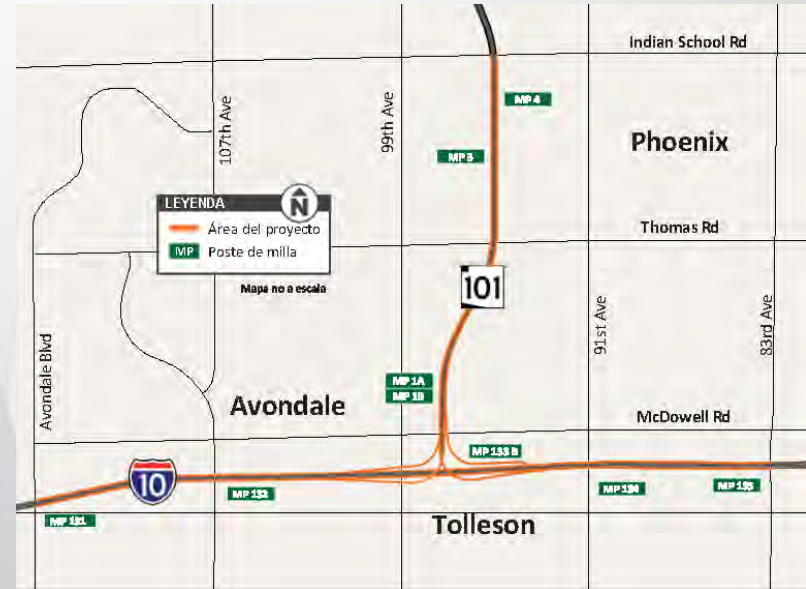 Indian School Rd
MP 4
107th Ave
99th Ave
Phoenix
MP 3
LEYENDA
N
Área del proyecto
MP Poste de milla
Thomas Rd
Mapa no a escala
101
91st Ave
83rd Ave
Avondale Blvd
MP 1A
MP 1B
Avondale
McDowell Rd
MP 133 B
10
MP 132
MP 134
MP 135
MP 131
Tolleson